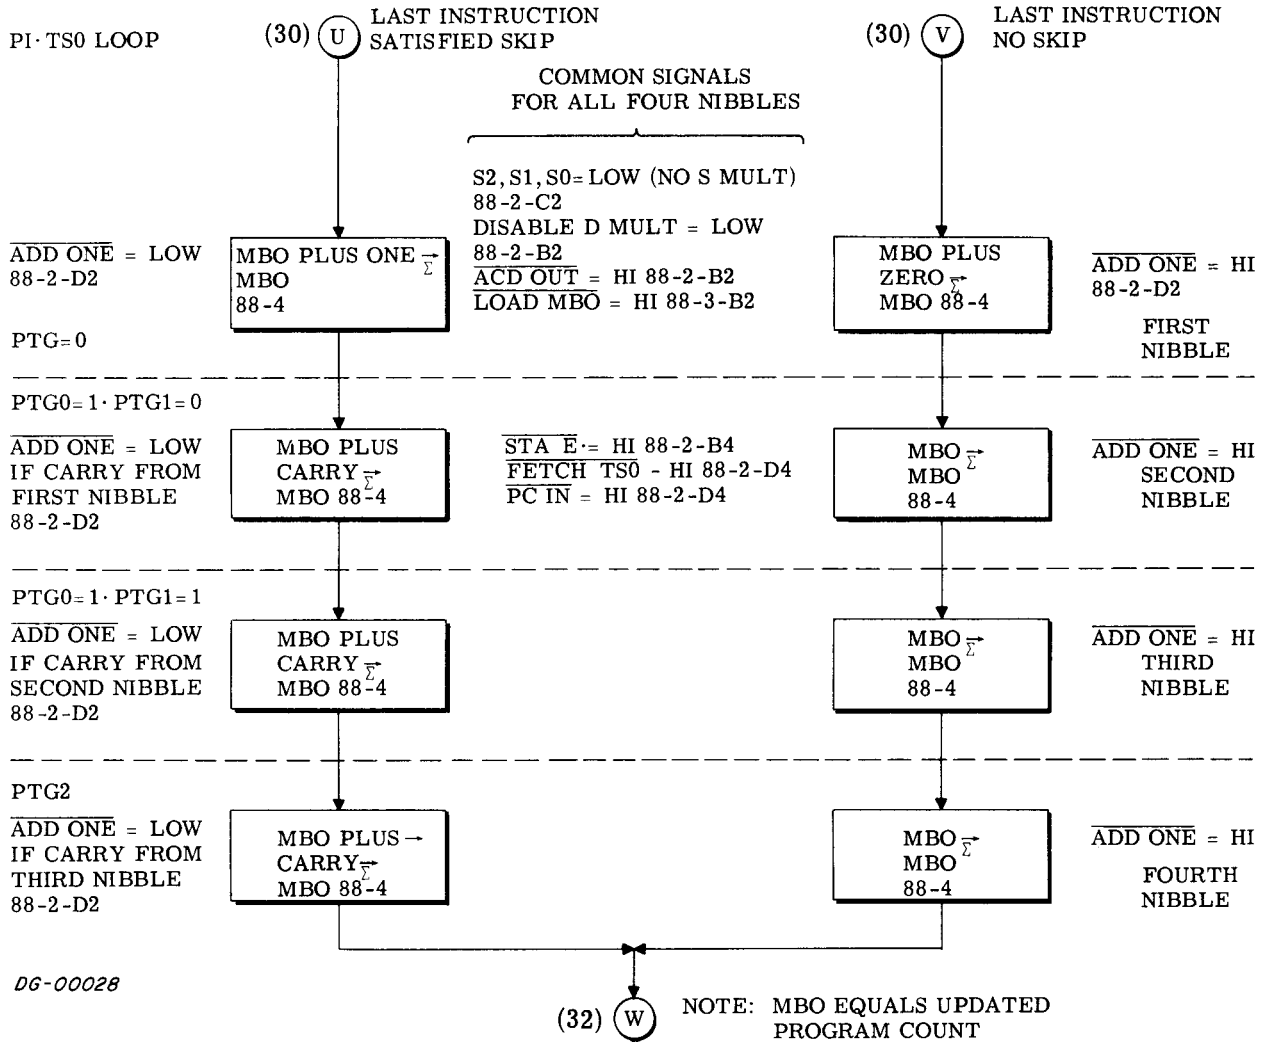 PI·TS0 LOOP
(30) U LAST INSTRUCTION
SATISFIED SKIP
(30) V LAST INSTRUCTION
NO SKIP
COMMON SIGNALS
FOR ALL FOUR NIBBLES
S2, S1, S0= LOW (NO S MULT)
88-2-C2
DISABLE D MULT = LOW
88-2-B2
ACD OUT = HI 88-2-B2
LOAD MBO = HI 88-3-B2
ADD ONE = LOW
88-2-D2
PTG=0
MBO PLUS ONE →
Σ
MBO
88-4
MBO PLUS
ZERO →
Σ
MBO 88-4
ADD ONE = HI
88-2-D2
FIRST
NIBBLE
PTG0=1·PTG1=0
ADD ONE = LOW
IF CARRY FROM
FIRST NIBBLE
88-2-D2
MBO PLUS
CARRY →
Σ
MBO 88-4
STA E·= HI 88-2-B4
FETCH TS0 - HI 88-2-D4
PC IN = HI 88-2-D4
MBO →
Σ
MBO
88-4
ADD ONE = HI
SECOND
NIBBLE
PTG0=1·PTG1=1
ADD ONE = LOW
IF CARRY FROM
SECOND NIBBLE
88-2-D2
MBO PLUS
CARRY →
Σ
MBO 88-4
MBO →
Σ
MBO
88-4
ADD ONE = HI
THIRD
NIBBLE
PTG2
ADD ONE = LOW
IF CARRY FROM
THIRD NIBBLE
88-2-D2
MBO PLUS →
CARRY →
Σ
MBO 88-4
MBO →
Σ
MBO
88-4
ADD ONE = HI
FOURTH
NIBBLE
DG-00028
(32) W
NOTE: MBO EQUALS UPDATED
PROGRAM COUNT